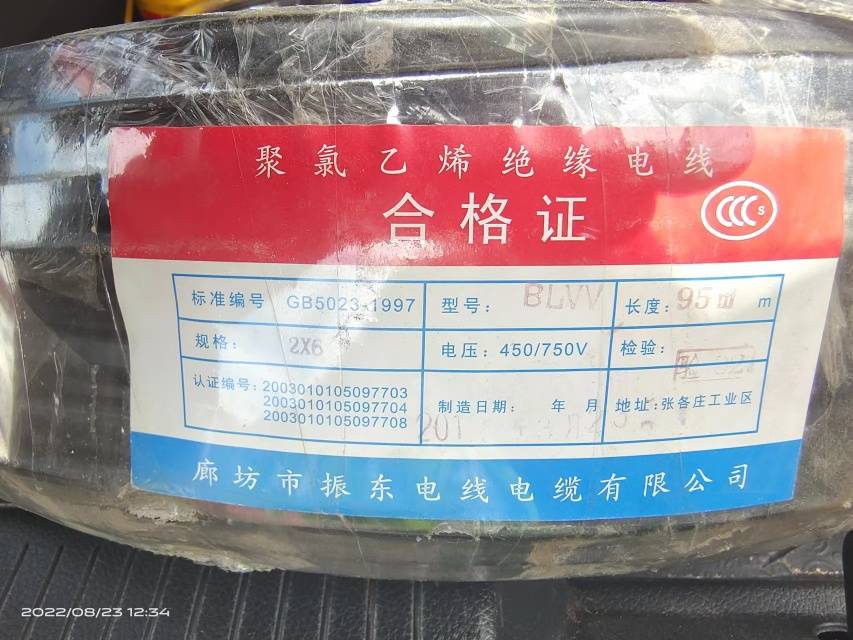 聚氯乙烯绝缘电线
合格证
CCC S
标准编号 GB5023-1997 型号: BLVV 长度: 95m m
规格: 2X6 电压: 450/750V 检验:
认证编号: 2003010105097703
2003010105097704
2003010105097708
制造日期: 年 月 地址: 张各庄工业区
廊坊市振东电线电缆有限公司
2022/08/23 12:34